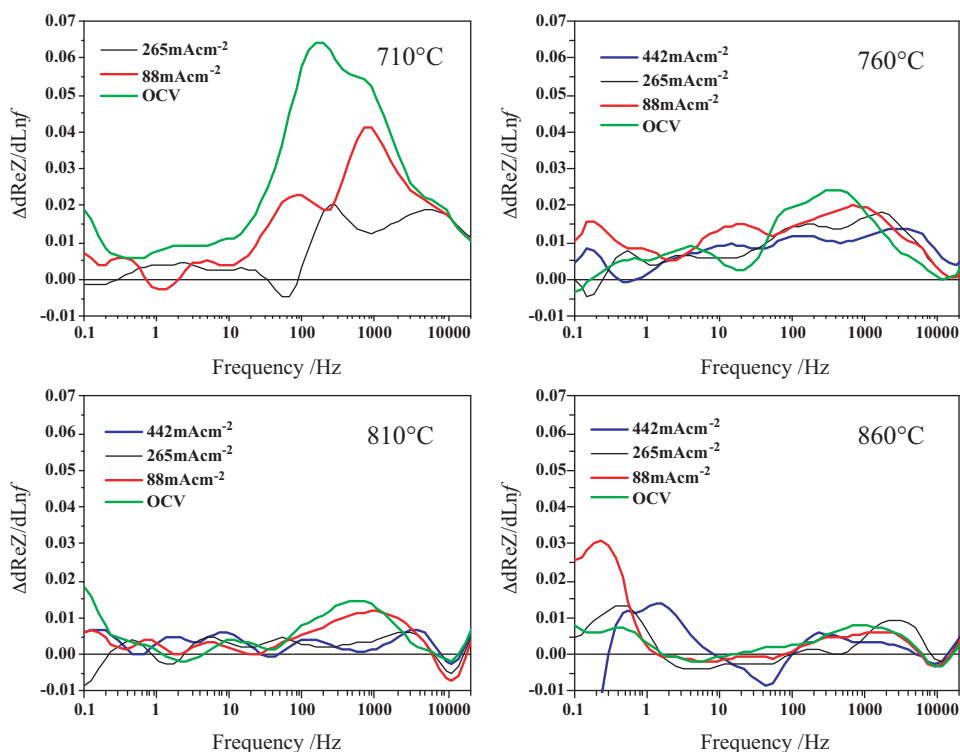 0.07
0.06
0.05
0.04
0.03
0.02
0.01
0.00
-0.01
ΔdReZ/dLnf
265mAcm⁻²
88mAcm⁻²
OCV
710°C
0.1 1 10 100 1000 10000
Frequency /Hz
0.07
0.06
0.05
0.04
0.03
0.02
0.01
0.00
-0.01
ΔdReZ/dLnf
442mAcm⁻²
265mAcm⁻²
88mAcm⁻²
OCV
760°C
0.1 1 10 100 1000 10000
Frequency /Hz
0.07
0.06
0.05
0.04
0.03
0.02
0.01
0.00
-0.01
ΔdReZ/dLnf
442mAcm⁻²
265mAcm⁻²
88mAcm⁻²
OCV
810°C
0.1 1 10 100 1000 10000
Frequency /Hz
0.07
0.06
0.05
0.04
0.03
0.02
0.01
0.00
-0.01
ΔdReZ/dLnf
442mAcm⁻²
265mAcm⁻²
88mAcm⁻²
OCV
860°C
0.1 1 10 100 1000 10000
Frequency /Hz